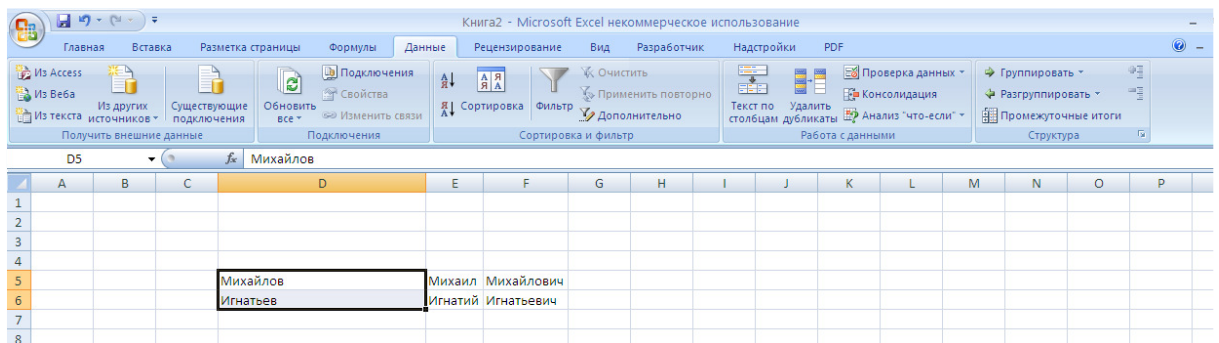 Книга2 - Microsoft Excel некоммерческое использование
Главная Вставка Разметка страницы Формулы Данные Рецензирование Вид Разработчик Надстройки PDF
Из Access
Из Веба
Из текста
Из других источников
Существующие подключения
Получить внешние данные
Обновить все
Подключения
Свойства
Изменить связи
Подключения
А Я
Я А
Сортировка
Фильтр
Очистить
Применить повторно
Дополнительно
Сортировка и фильтр
Текст по столбцам
Удалить дубликаты
Проверка данных
Консолидация
Анализ "что-если"
Работа с данными
Группировать
Разгруппировать
Промежуточные итоги
Структура
D5 fx Михайлов
A B C D E F G H I J K L M N O P
1
2
3
4
5 Михайлов Михаил Михайлович
6 Игнатьев Игнатий Игнатьевич
7
8